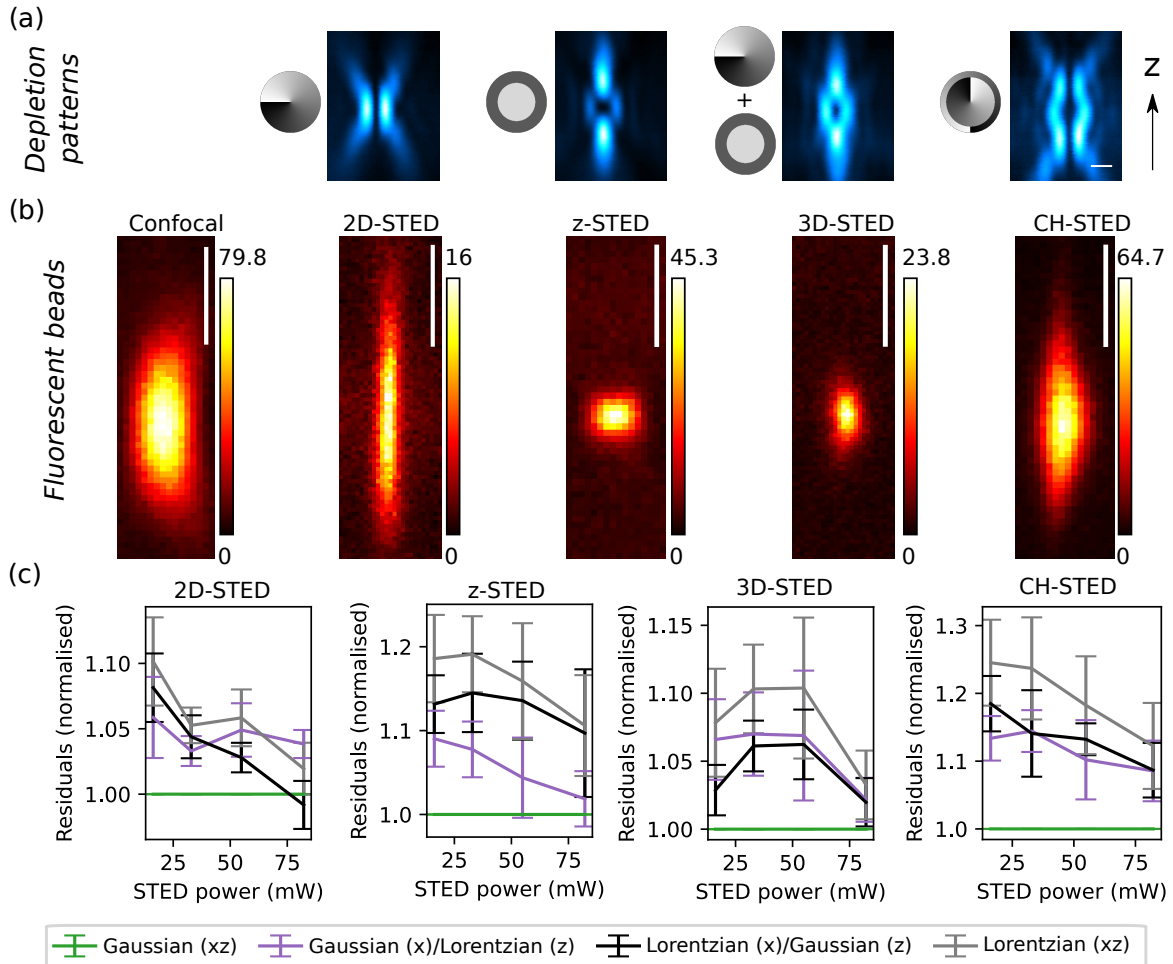 (a)
Depletion
patterns
+
z
(b)
Fluorescent beads
Confocal
79.8
0
2D-STED
16
0
z-STED
45.3
0
3D-STED
23.8
0
CH-STED
64.7
0
(c)
2D-STED
Residuals (normalised)
1.10
1.05
1.00
25
50
75
STED power (mW)
z-STED
Residuals (normalised)
1.2
1.1
1.0
25
50
75
STED power (mW)
3D-STED
Residuals (normalised)
1.15
1.10
1.05
1.00
25
50
75
STED power (mW)
CH-STED
Residuals (normalised)
1.3
1.2
1.1
1.0
25
50
75
STED power (mW)
Gaussian (xz)
Gaussian (x)/Lorentzian (z)
Lorentzian (x)/Gaussian (z)
Lorentzian (xz)